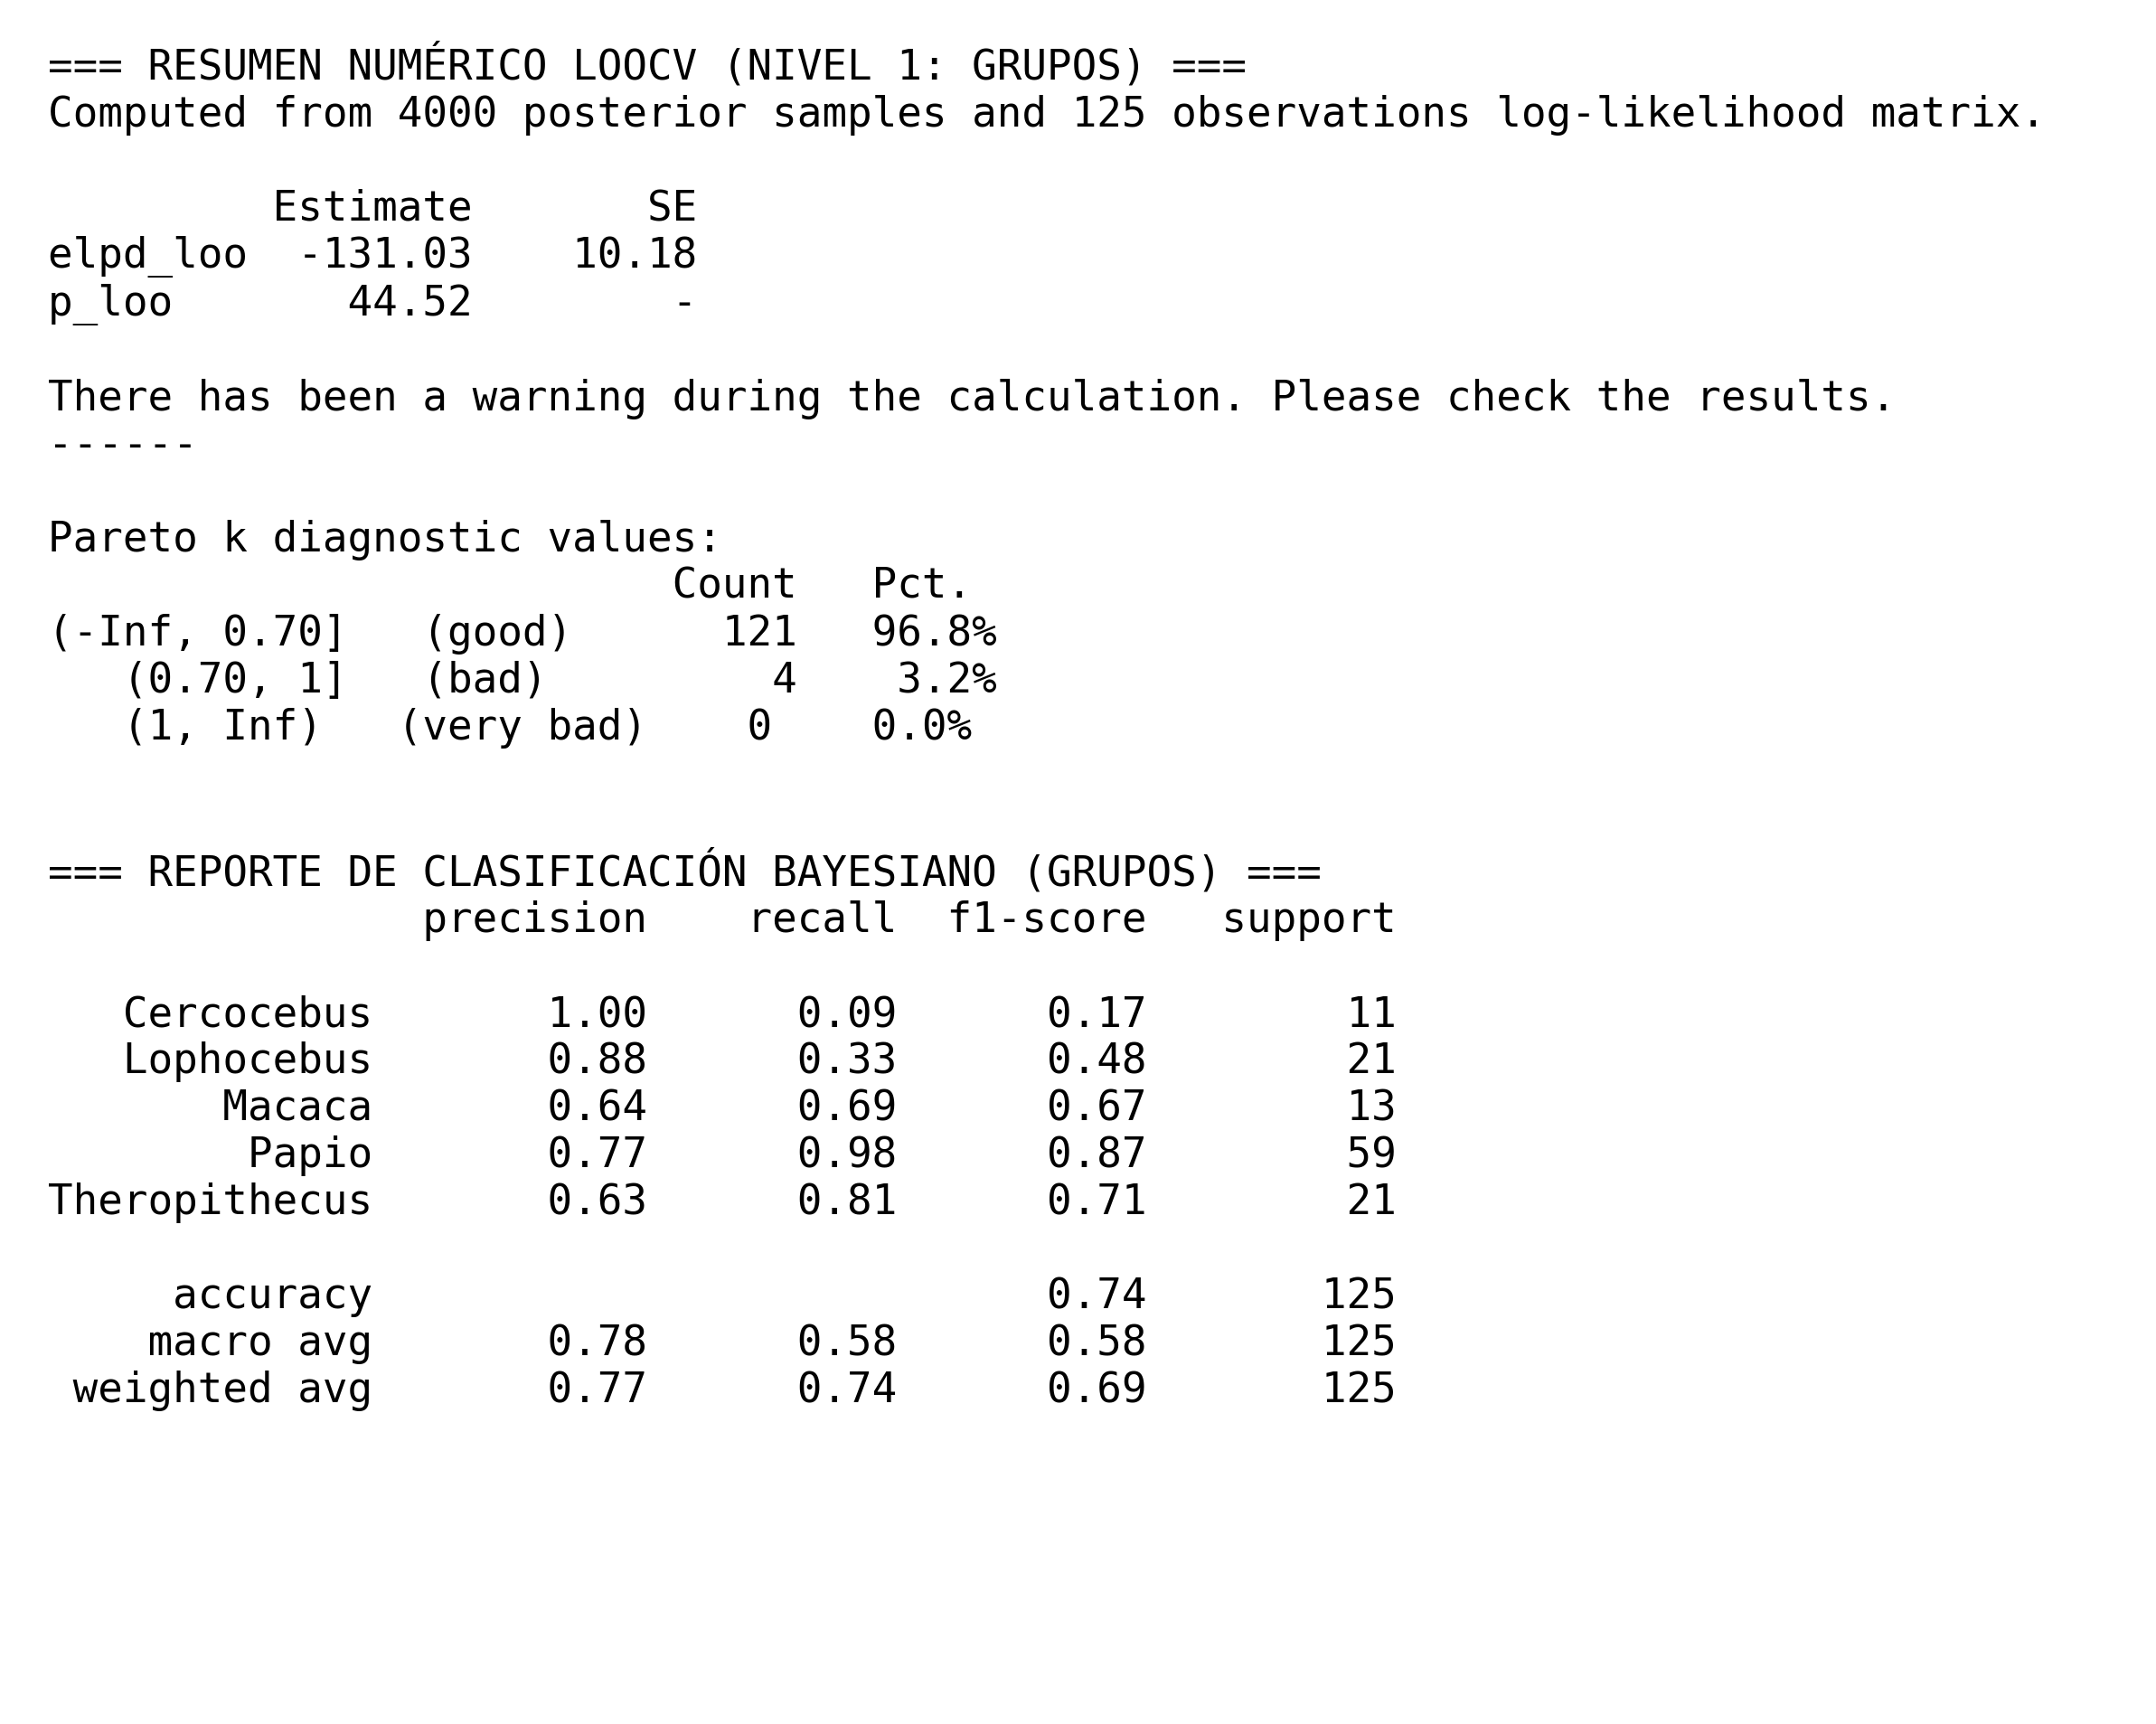 === RESUMEN NUMÉRICO LOOCV (NIVEL 1: GRUPOS) ===
Computed from 4000 posterior samples and 125 observations log-likelihood matrix.
         Estimate       SE
elpd_loo  -131.03    10.18
p_loo       44.52        -
There has been a warning during the calculation. Please check the results.
------
Pareto k diagnostic values:
                         Count   Pct.
(-Inf, 0.70]   (good)      121   96.8%
   (0.70, 1]   (bad)         4    3.2%
   (1, Inf)   (very bad)    0    0.0%
=== REPORTE DE CLASIFICACIÓN BAYESIANO (GRUPOS) ===
               precision    recall  f1-score   support
   Cercocebus       1.00      0.09      0.17        11
   Lophocebus       0.88      0.33      0.48        21
       Macaca       0.64      0.69      0.67        13
        Papio       0.77      0.98      0.87        59
Theropithecus       0.63      0.81      0.71        21
     accuracy                           0.74       125
    macro avg       0.78      0.58      0.58       125
 weighted avg       0.77      0.74      0.69       125